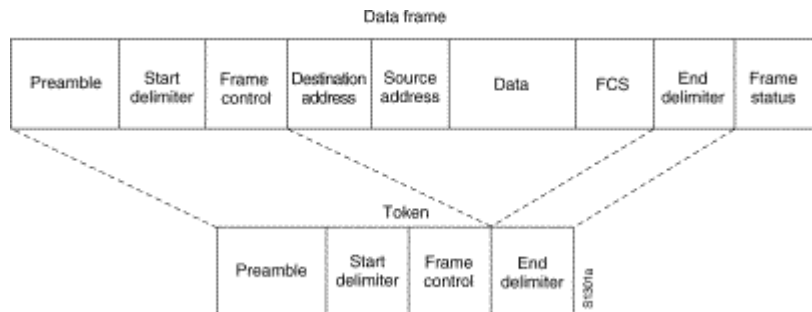 Data frame
Preamble
Start
delimiter
Frame
control
Destination
address
Source
address
Data
FCS
End
delimiter
Frame
status
Token
Preamble
Start
delimiter
Frame
control
End
delimiter
S1301a